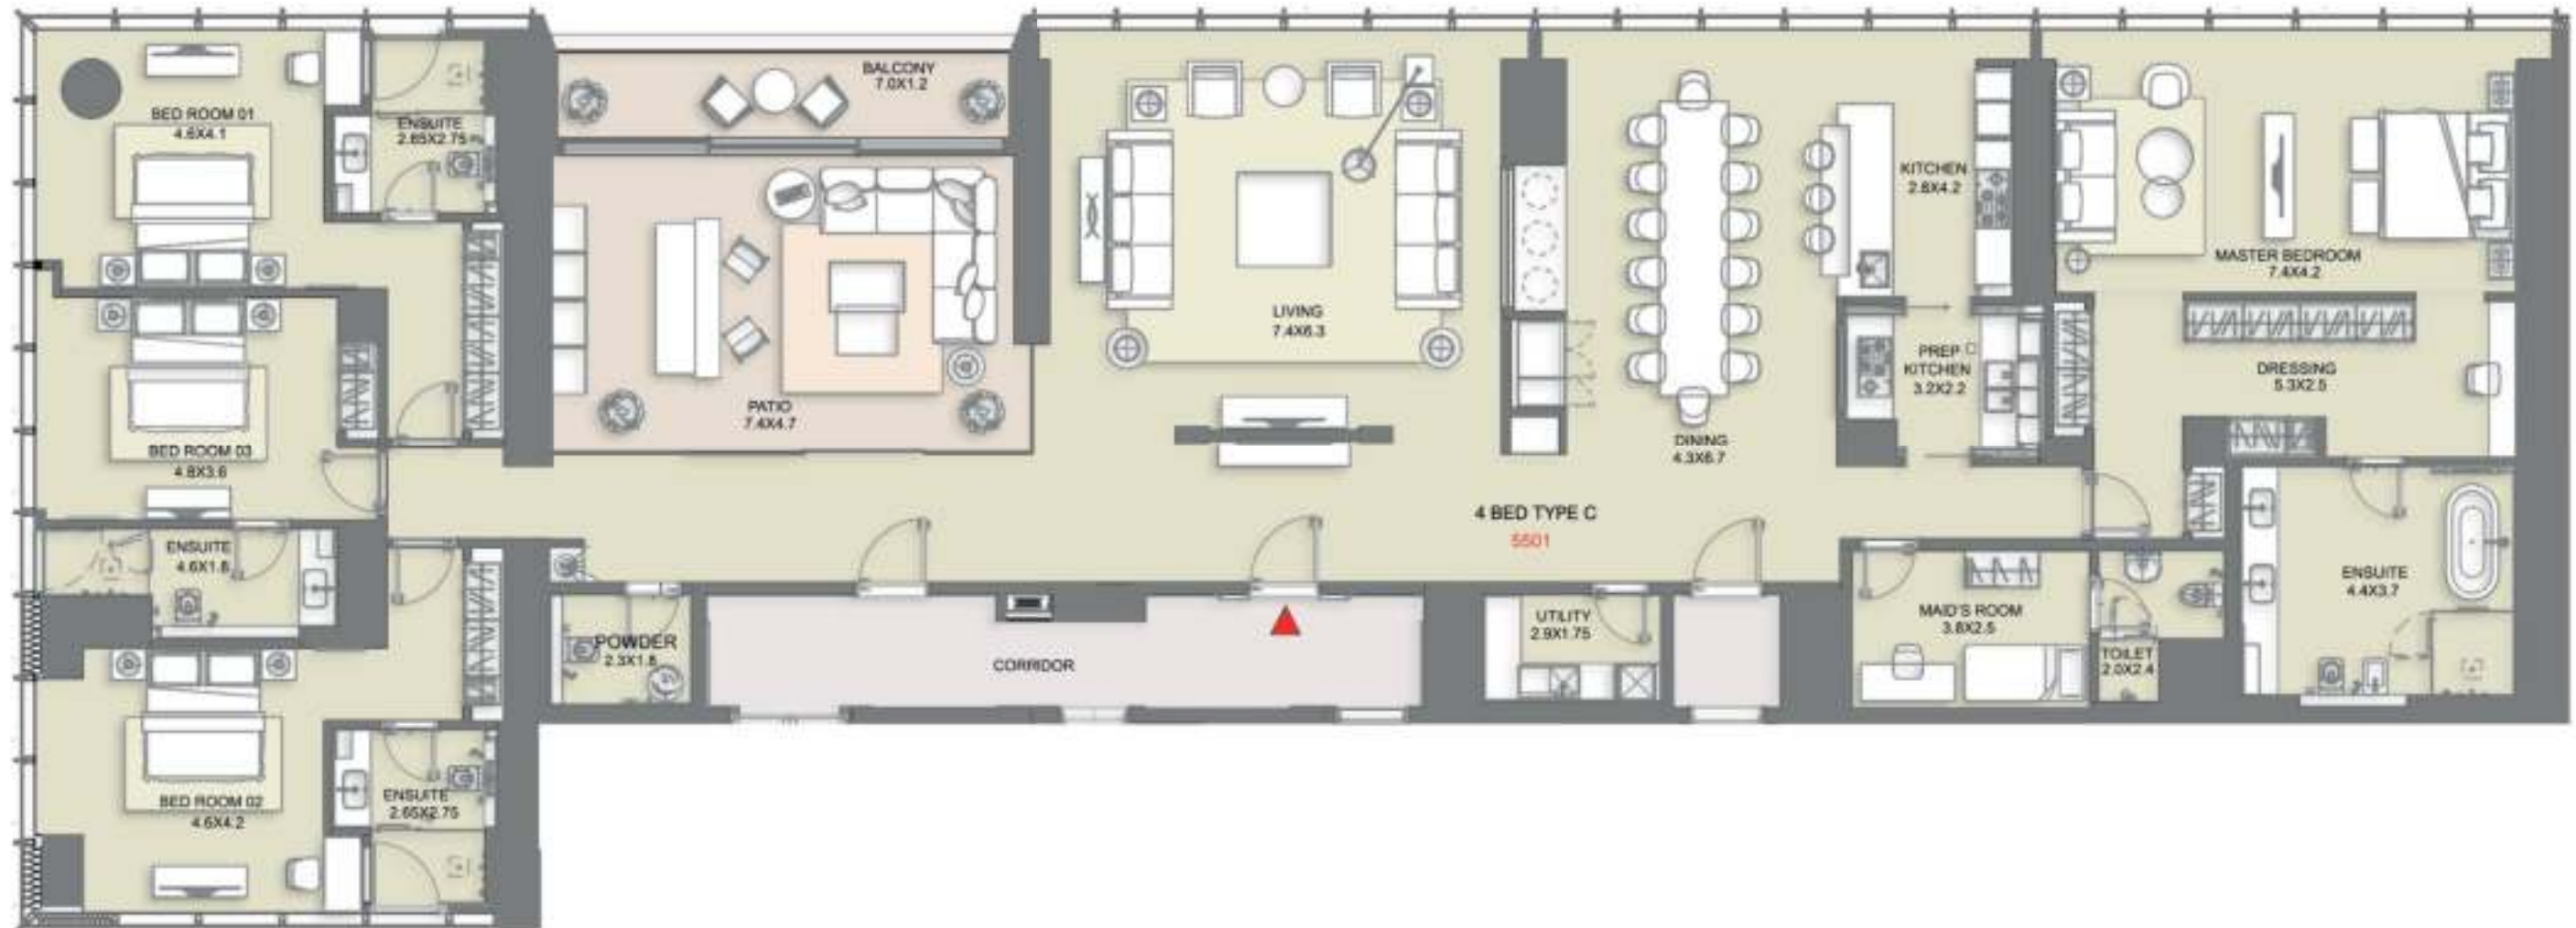 BED ROOM 01
4.6X4.1
ENSUITE
2.65X2.75
BALCONY
7.0X1.2
KITCHEN
2.8X4.2
MASTER BEDROOM
7.4X4.2
LIVING
7.4X6.3
PREP
KITCHEN
3.2X2.2
DRESSING
5.3X2.5
PATIO
7.4X4.7
BED ROOM 03
4.8X3.6
DINING
4.3X6.7
4 BED TYPE C
5501
ENSUITE
4.6X1.8
ENSUITE
4.4X3.7
POWDER
2.3X1.8
CORRIDOR
UTILITY
2.9X1.75
MAID'S ROOM
3.8X2.5
TOILET
2.0X2.4
BED ROOM 02
4.6X4.2
ENSUITE
2.65X2.75